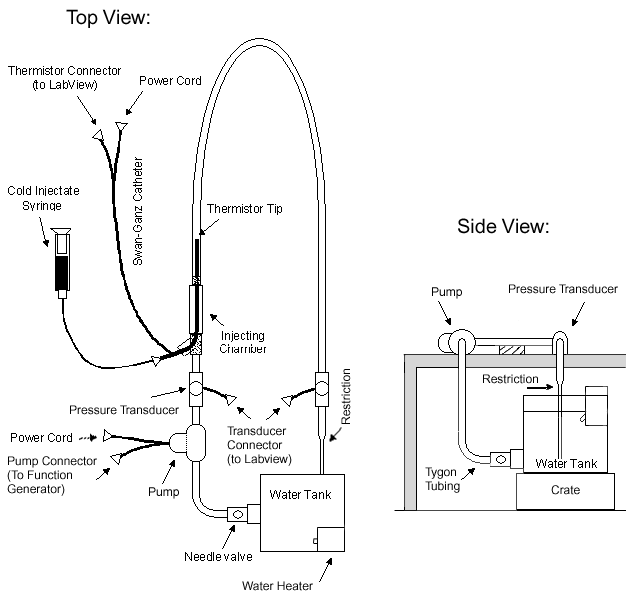 Top View:
Thermistor Connector
(to LabView)
Power Cord
Swan-Ganz Catheter
Cold Injectate
Syringe
Thermistor Tip
Injecting
Chamber
Pressure Transducer
Transducer
Connector
(to Labview)
Restriction
Power Cord
Pump Connector
(To Function
Generator)
Pump
Water Tank
Needle valve
Water Heater
Side View:
Pump
Pressure Transducer
Restriction
Tygon
Tubing
Water Tank
Crate